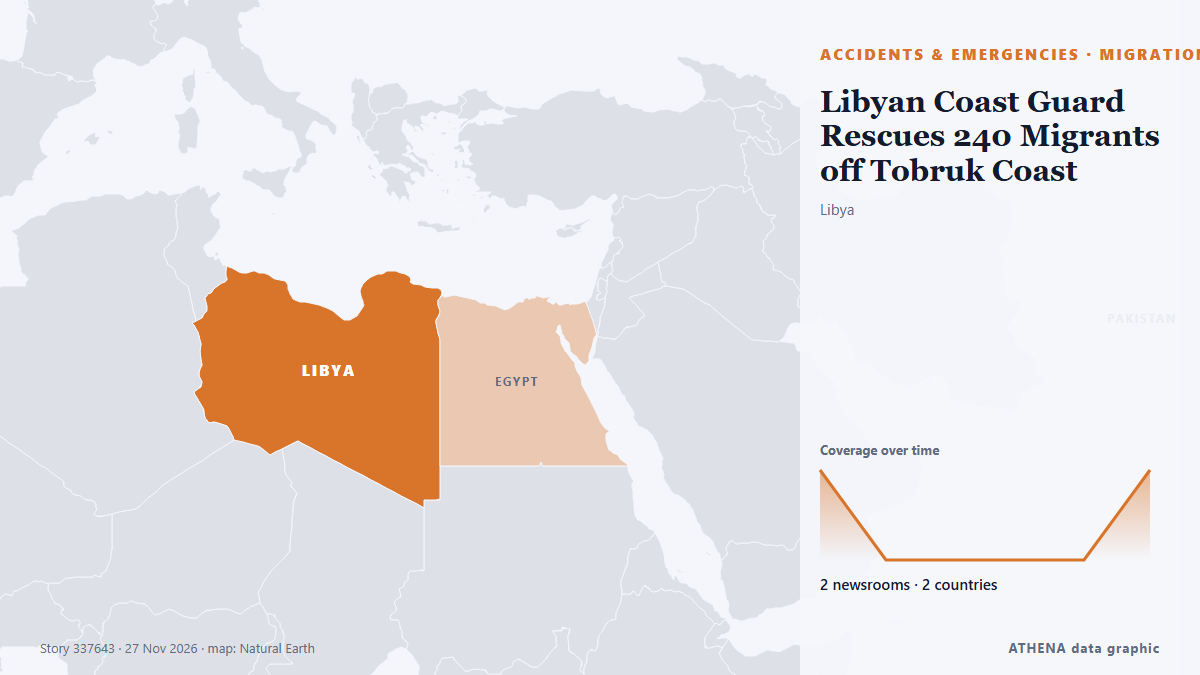 ACCIDENTS & EMERGENCIES · MIGRATION
Libyan Coast Guard
Rescues 240 Migrants
off Tobruk Coast
Libya
PAKISTAN
LIBYA
EGYPT
Coverage over time
2 newsrooms · 2 countries
Story 337643 · 27 Nov 2026 · map: Natural Earth
ATHENA data graphic